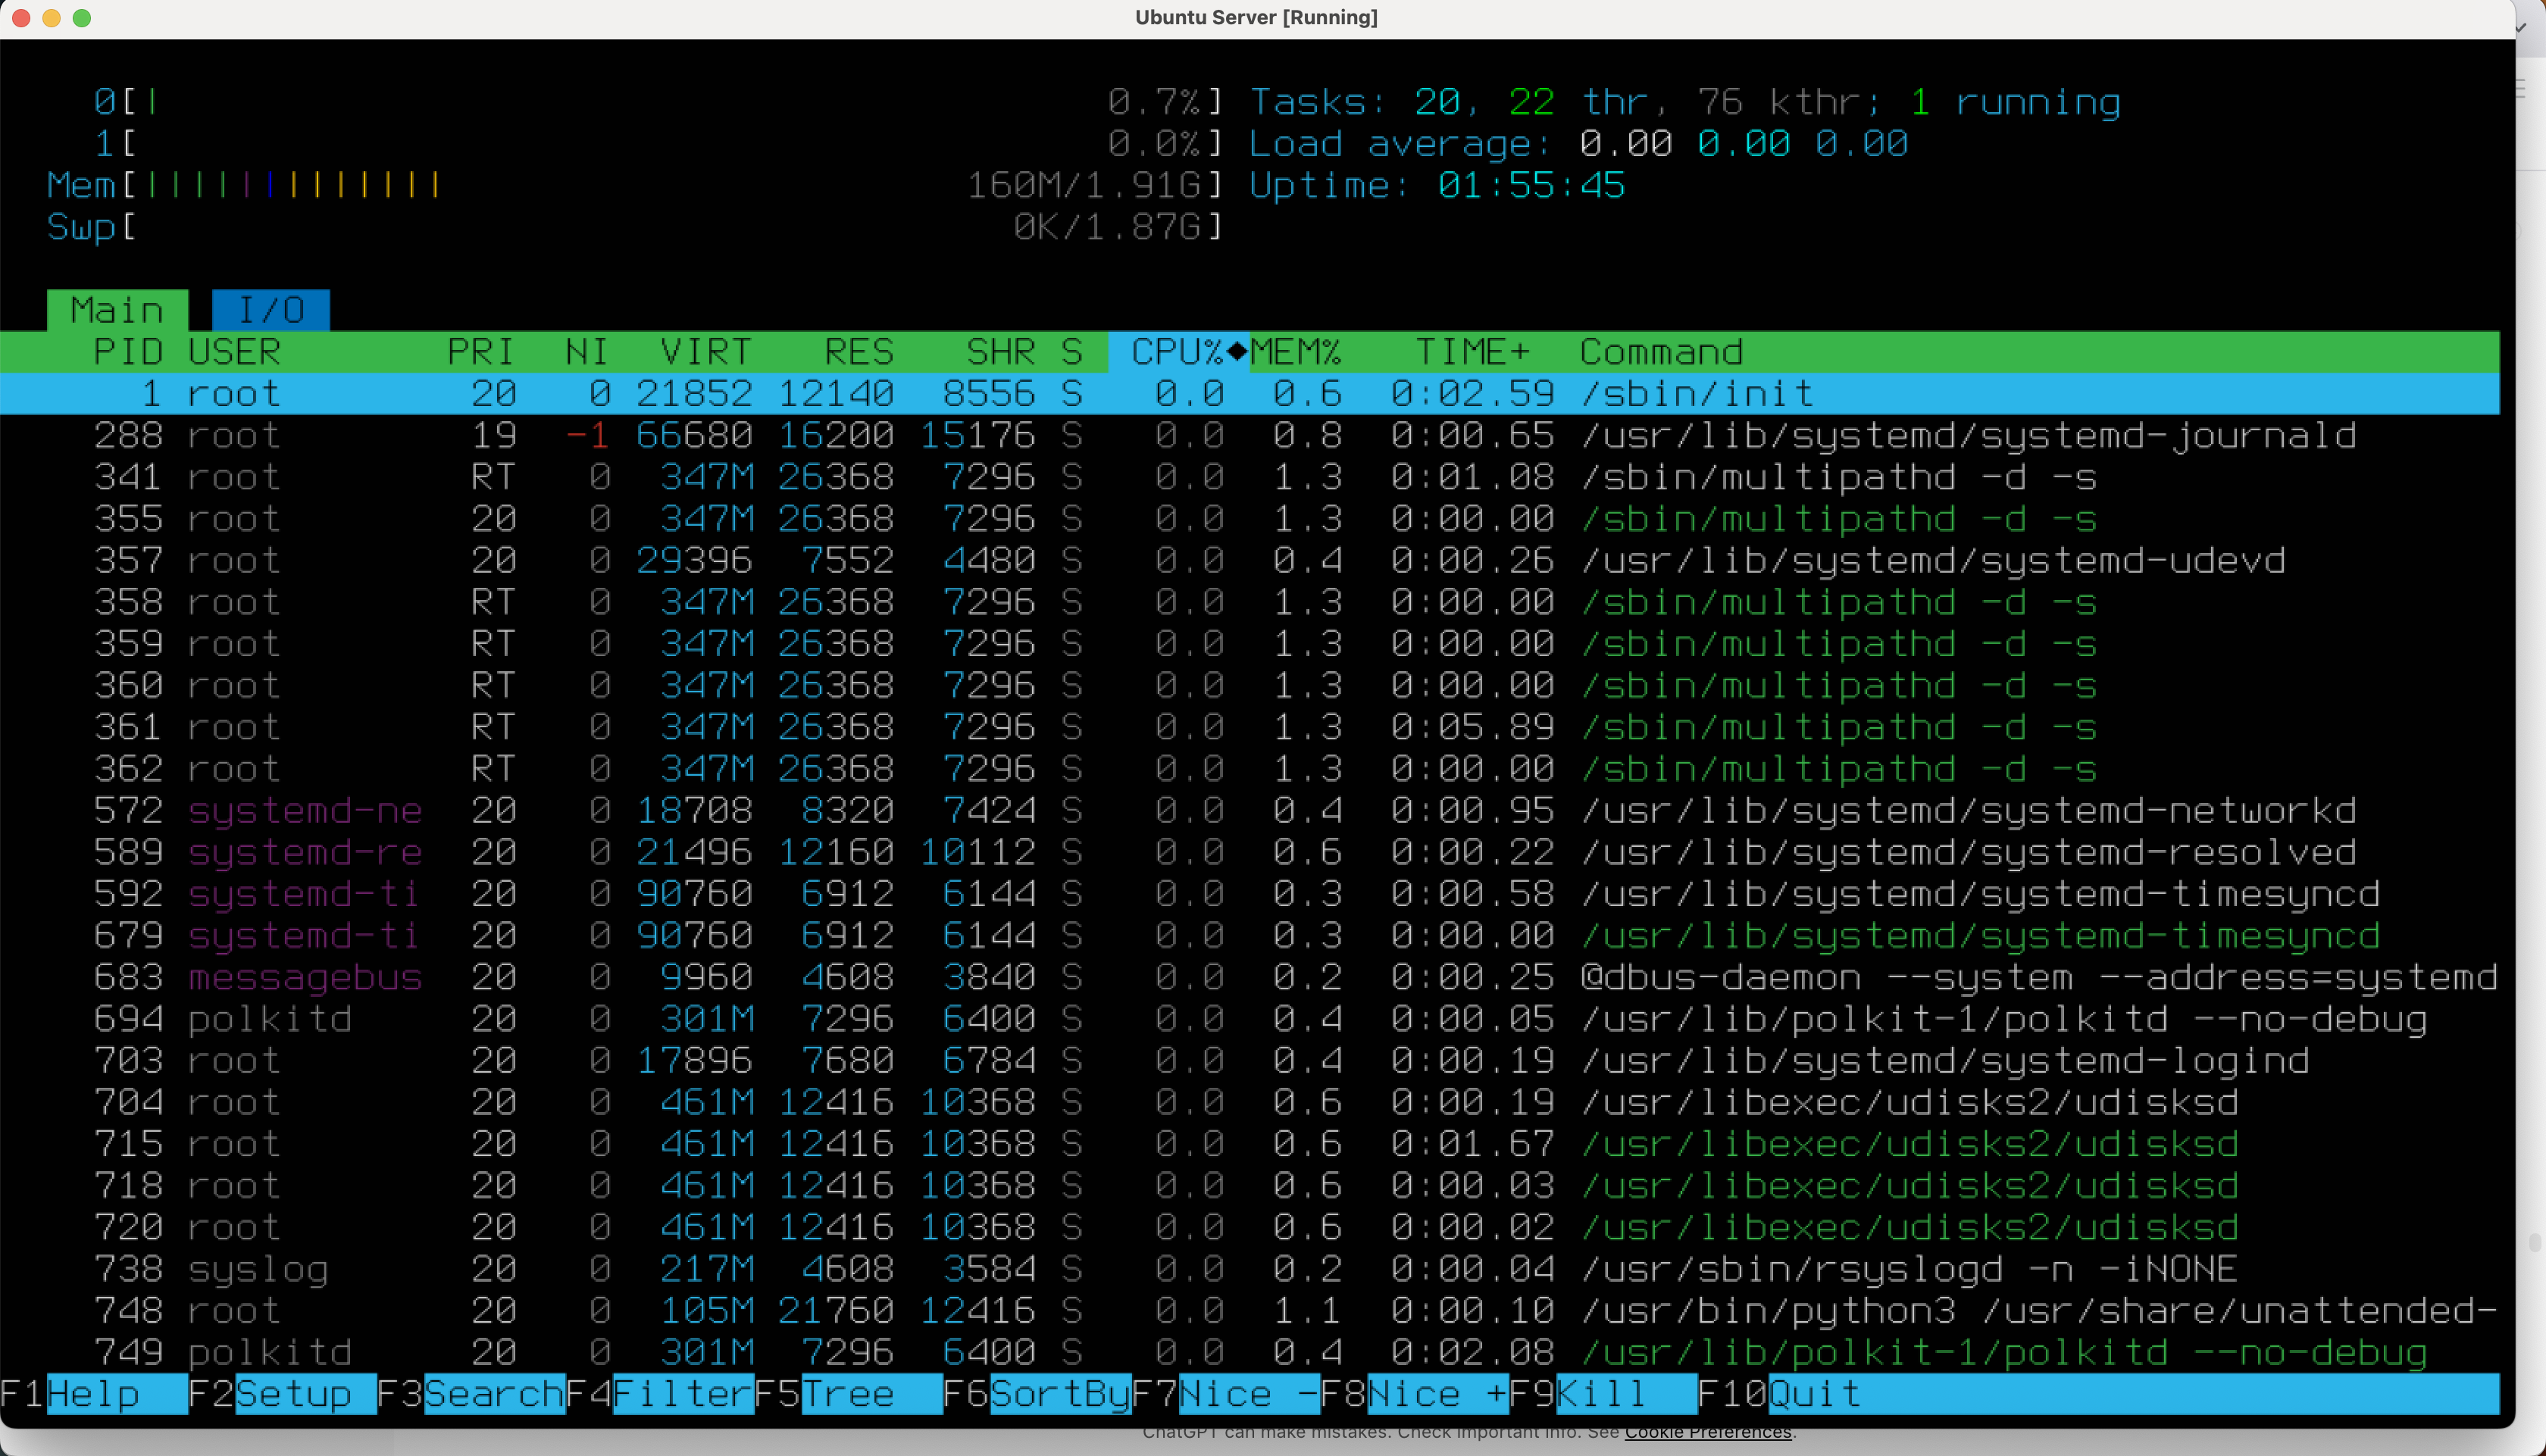 Ubuntu Server [Running]
0[| 0.7%] Tasks: 20, 22 thr, 76 kthr; 1 running
1[ 0.0%] Load average: 0.00 0.00 0.00
Mem[||||||||||||| 160M/1.91G] Uptime: 01:55:45
Swp[ 0K/1.87G]
Main I/O
PID USER PRI NI VIRT RES SHR S CPU%◆MEM% TIME+ Command
1 root 20 0 21852 12140 8556 S 0.0 0.6 0:02.59 /sbin/init
288 root 19 -1 66680 16200 15176 S 0.0 0.8 0:00.65 /usr/lib/systemd/systemd-journald
341 root RT 0 347M 26368 7296 S 0.0 1.3 0:01.08 /sbin/multipathd -d -s
355 root 20 0 347M 26368 7296 S 0.0 1.3 0:00.00 /sbin/multipathd -d -s
357 root 20 0 29396 7552 4480 S 0.0 0.4 0:00.26 /usr/lib/systemd/systemd-udevd
358 root RT 0 347M 26368 7296 S 0.0 1.3 0:00.00 /sbin/multipathd -d -s
359 root RT 0 347M 26368 7296 S 0.0 1.3 0:00.00 /sbin/multipathd -d -s
360 root RT 0 347M 26368 7296 S 0.0 1.3 0:00.00 /sbin/multipathd -d -s
361 root RT 0 347M 26368 7296 S 0.0 1.3 0:05.89 /sbin/multipathd -d -s
362 root RT 0 347M 26368 7296 S 0.0 1.3 0:00.00 /sbin/multipathd -d -s
572 systemd-ne 20 0 18708 8320 7424 S 0.0 0.4 0:00.95 /usr/lib/systemd/systemd-networkd
589 systemd-re 20 0 21496 12160 10112 S 0.0 0.6 0:00.22 /usr/lib/systemd/systemd-resolved
592 systemd-ti 20 0 90760 6912 6144 S 0.0 0.3 0:00.58 /usr/lib/systemd/systemd-timesyncd
679 systemd-ti 20 0 90760 6912 6144 S 0.0 0.3 0:00.00 /usr/lib/systemd/systemd-timesyncd
683 messagebus 20 0 9960 4608 3840 S 0.0 0.2 0:00.25 @dbus-daemon --system --address=systemd
694 polkitd 20 0 301M 7296 6400 S 0.0 0.4 0:00.05 /usr/lib/polkit-1/polkitd --no-debug
703 root 20 0 17896 7680 6784 S 0.0 0.4 0:00.19 /usr/lib/systemd/systemd-logind
704 root 20 0 461M 12416 10368 S 0.0 0.6 0:00.19 /usr/libexec/udisks2/udisksd
715 root 20 0 461M 12416 10368 S 0.0 0.6 0:01.67 /usr/libexec/udisks2/udisksd
718 root 20 0 461M 12416 10368 S 0.0 0.6 0:00.03 /usr/libexec/udisks2/udisksd
720 root 20 0 461M 12416 10368 S 0.0 0.6 0:00.02 /usr/libexec/udisks2/udisksd
738 syslog 20 0 217M 4608 3584 S 0.0 0.2 0:00.04 /usr/sbin/rsyslogd -n -iNONE
748 root 20 0 105M 21760 12416 S 0.0 1.1 0:00.10 /usr/bin/python3 /usr/share/unattended-
749 polkitd 20 0 301M 7296 6400 S 0.0 0.4 0:02.08 /usr/lib/polkit-1/polkitd --no-debug
F1Help F2Setup F3SearchF4FilterF5Tree F6SortByF7Nice -F8Nice +F9Kill F10Quit
ChatGPT can make mistakes. Check important info. See Cookie Preferences.